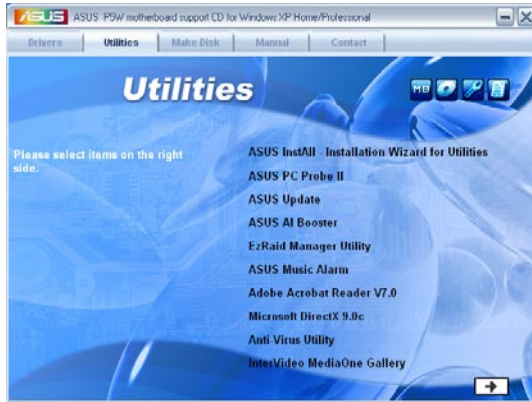 ASUS ASUS P5W motherboard support CD for Windows XP Home/Professional
Drivers Utilities Make Disk Manual Contact
Utilities
MB
Please select items on the right
side.
ASUS InstAll - Installation Wizard for Utilities
ASUS PC Probe II
ASUS Update
ASUS AI Booster
EzRaid Manager Utility
ASUS Music Alarm
Adobe Acrobat Reader V7.0
Microsoft DirectX 9.0c
Anti-Virus Utility
InterVideo MediaOne Gallery